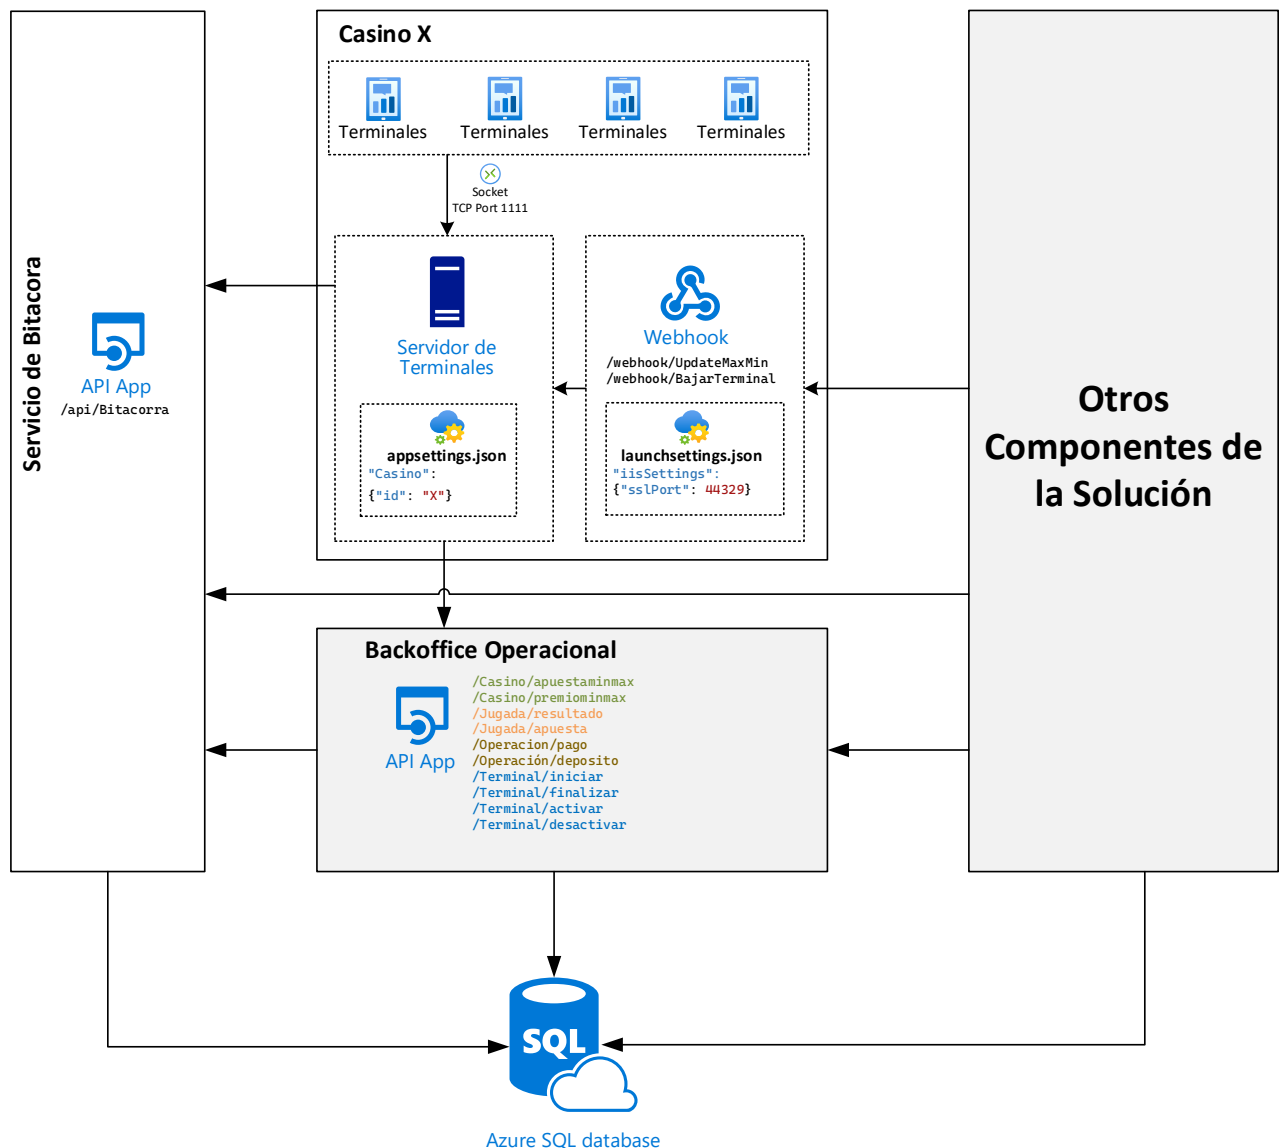 Servicio de Bitacora
API App
/api/Bitacorra
Casino X
Terminales
Terminales
Terminales
Terminales
Socket
TCP Port 1111
Servidor de
Terminales
appsettings.json
"Casino":
{"id": "X"}
Webhook
/webhook/UpdateMaxMin
/webhook/BajarTerminal
launchsettings.json
"iisSettings":
{"sslPort": 44329}
Otros
Componentes de
la Solución
Backoffice Operacional
API App
/Casino/apuestaminmax
/Casino/premiominmax
/Jugada/resultado
/Jugada/apuesta
/Operacion/pago
/Operación/deposito
/Terminal/iniciar
/Terminal/finalizar
/Terminal/activar
/Terminal/desactivar
SQL
Azure SQL database